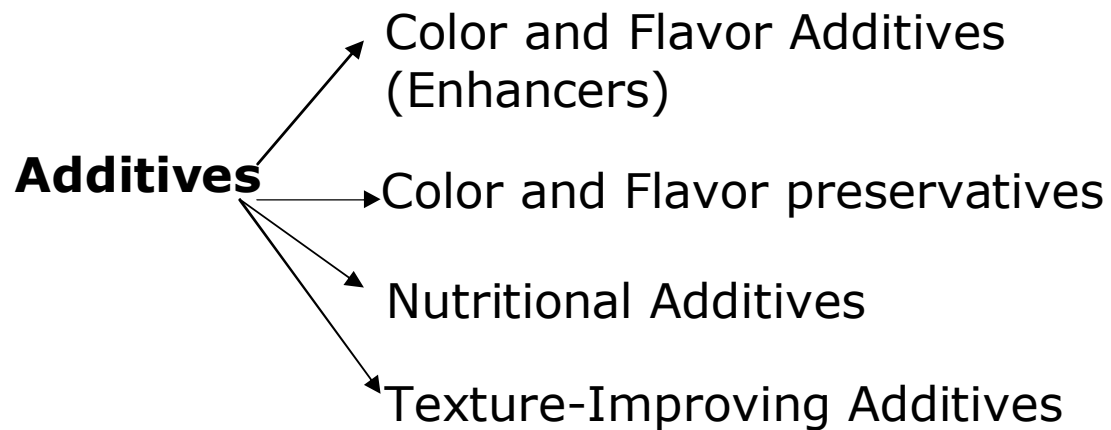 Color and Flavor Additives
(Enhancers)
Additives
Color and Flavor preservatives
Nutritional Additives
Texture-Improving Additives